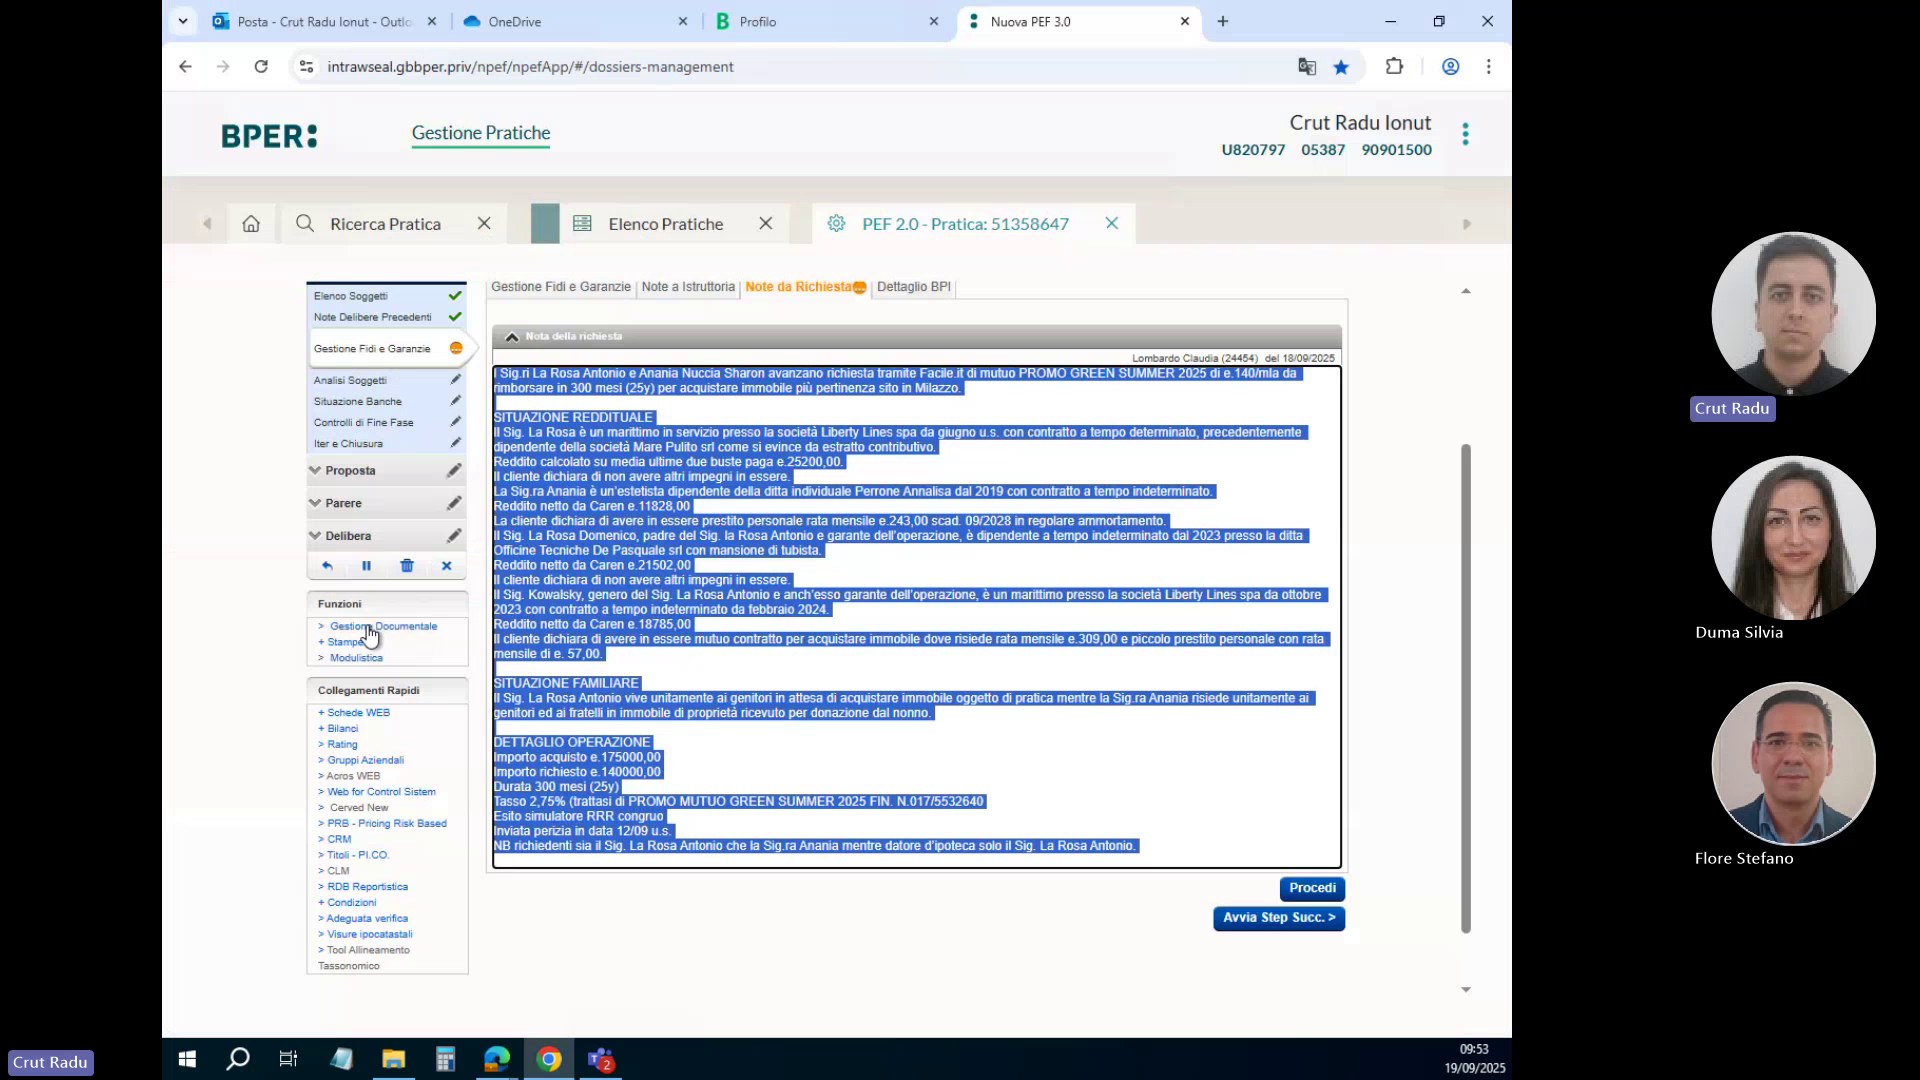 Posta - Crut Radu Ionut - Outlo
OneDrive
Profilo
Nuova PEF 3.0
intrawseal.gbbper.priv/npef/npefApp/#/dossiers-management
BPER:
Gestione Pratiche
Crut Radu Ionut
U820797 05387 90901500
Ricerca Pratica
Elenco Pratiche
PEF 2.0 - Pratica: 51358647
Elenco Soggetti
Note Delibere Precedenti
Gestione Fidi e Garanzie
Analisi Soggetti
Situazione Banche
Controlli di Fine Fase
Iter e Chiusura
Proposta
Parere
Delibera
Funzioni
> Gestione Documentale
+ Stampe
> Modulistica
Collegamenti Rapidi
+ Schede WEB
+ Bilanci
> Rating
> Gruppi Aziendali
> Acros WEB
> Web for Control Sistem
> Cerved New
> PRB - Pricing Risk Based
> CRM
> Titoli - PI.CO.
> CLM
> RDB Reportistica
+ Condizioni
> Adeguata verifica
> Visure ipocatastali
> Tool Allineamento
Tassonomico
Gestione Fidi e Garanzie
Note a Istruttoria
Note da Richiesta
Dettaglio BPI
Nota della richiesta
Lombardo Claudia (24454) del 18/09/2025
I Sig.ri La Rosa Antonio e Anania Nuccia Sharon avanzano richiesta tramite Facile.it di mutuo PROMO GREEN SUMMER 2025 di e.140/mla da
rimborsare in 300 mesi (25y) per acquistare immobile più pertinenza sito in Milazzo.
SITUAZIONE REDDITUALE
Il Sig. La Rosa è un marittimo in servizio presso la società Liberty Lines spa da giugno u.s. con contratto a tempo determinato, precedentemente
dipendente della società Mare Pulito srl come si evince da estratto contributivo.
Reddito calcolato su media ultime due buste paga e.25200,00.
Il cliente dichiara di non avere altri impegni in essere.
La Sig.ra Anania è un'estetista dipendente della ditta individuale Perrone Annalisa dal 2019 con contratto a tempo indeterminato.
Reddito netto da Caren e.11828,00
La cliente dichiara di avere in essere prestito personale rata mensile e.243,00 scad. 09/2028 in regolare ammortamento.
Il Sig. La Rosa Domenico, padre del Sig. la Rosa Antonio e garante dell'operazione, è dipendente a tempo indeterminato dal 2023 presso la ditta
Officine Tecniche De Pasquale srl con mansione di tubista.
Reddito netto da Caren e.21502,00
Il cliente dichiara di non avere altri impegni in essere.
Il Sig. Kowalsky, genero del Sig. La Rosa Antonio e anch'esso garante dell'operazione, è un marittimo presso la società Liberty Lines spa da ottobre
2023 con contratto a tempo indeterminato da febbraio 2024.
Reddito netto da Caren e.18785,00
Il cliente dichiara di avere in essere mutuo contratto per acquistare immobile dove risiede rata mensile e.309,00 e piccolo prestito personale con rata
mensile di e. 57,00.
SITUAZIONE FAMILIARE
Il Sig. La Rosa Antonio vive unitamente ai genitori in attesa di acquistare immobile oggetto di pratica mentre la Sig.ra Anania risiede unitamente ai
genitori ed ai fratelli in immobile di proprietà ricevuto per donazione dal nonno.
DETTAGLIO OPERAZIONE
Importo acquisto e.175000,00
Importo richiesto e.140000,00
Durata 300 mesi (25y)
Tasso 2,75% (trattasi di PROMO MUTUO GREEN SUMMER 2025 FIN. N.017/5532640
Esito simulatore RRR congruo
Inviata perizia in data 12/09 u.s.
NB richiedenti sia il Sig. La Rosa Antonio che la Sig.ra Anania mentre datore d'ipoteca solo il Sig. La Rosa Antonio.
Procedi
Avvia Step Succ. >
Crut Radu
Duma Silvia
Flore Stefano
2
09:53
19/09/2025
Crut Radu